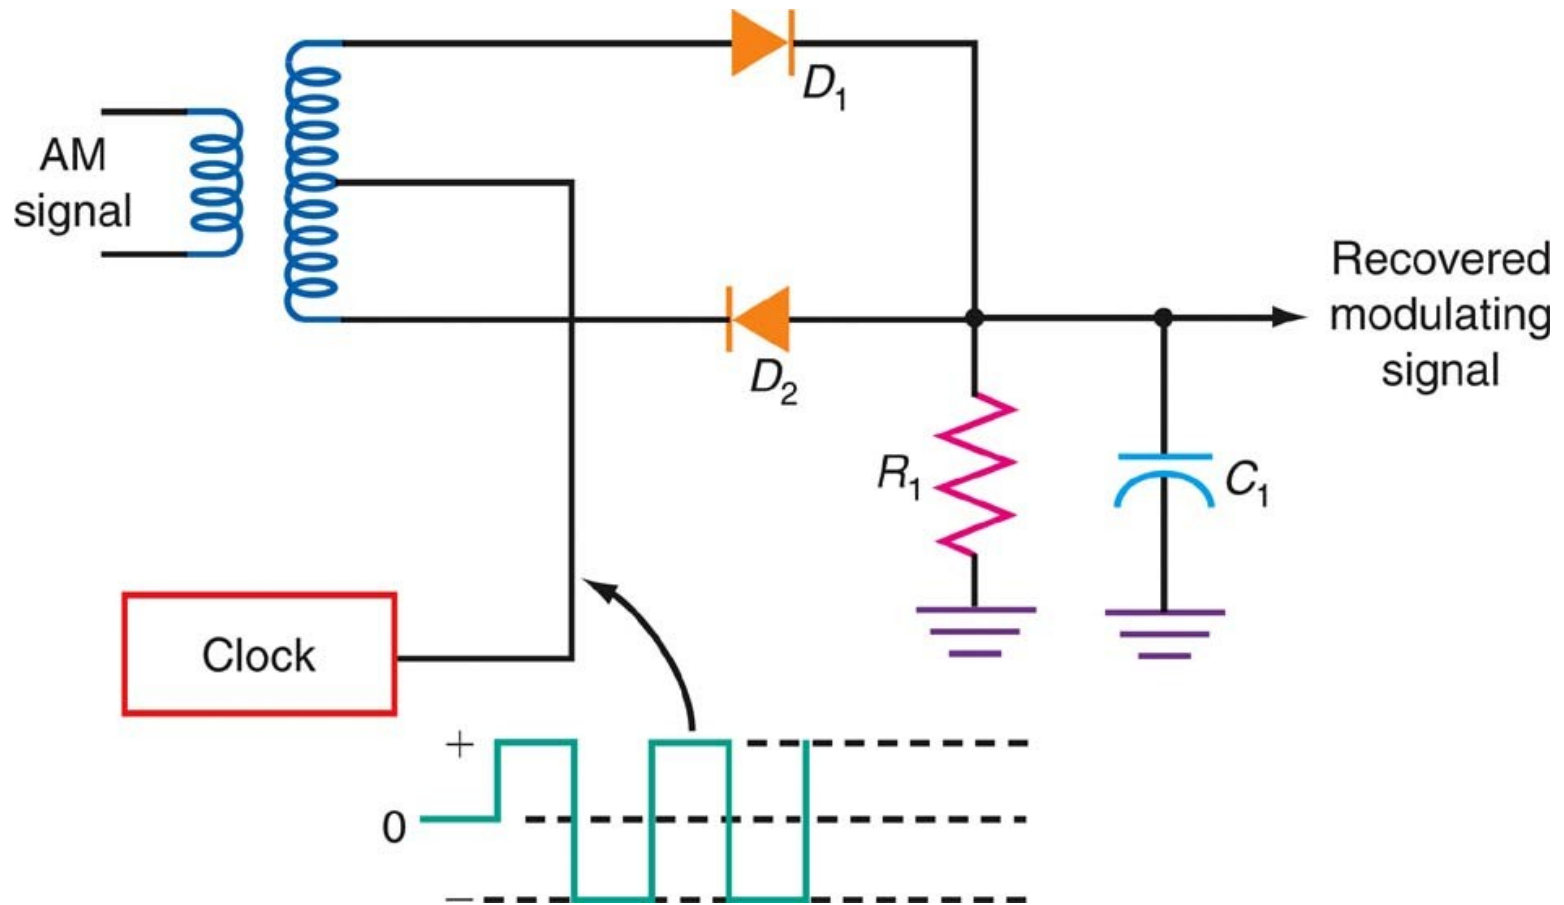 D₁
AM
signal
Recovered
modulating
signal
D₂
R₁
C₁
Clock
+
0
−